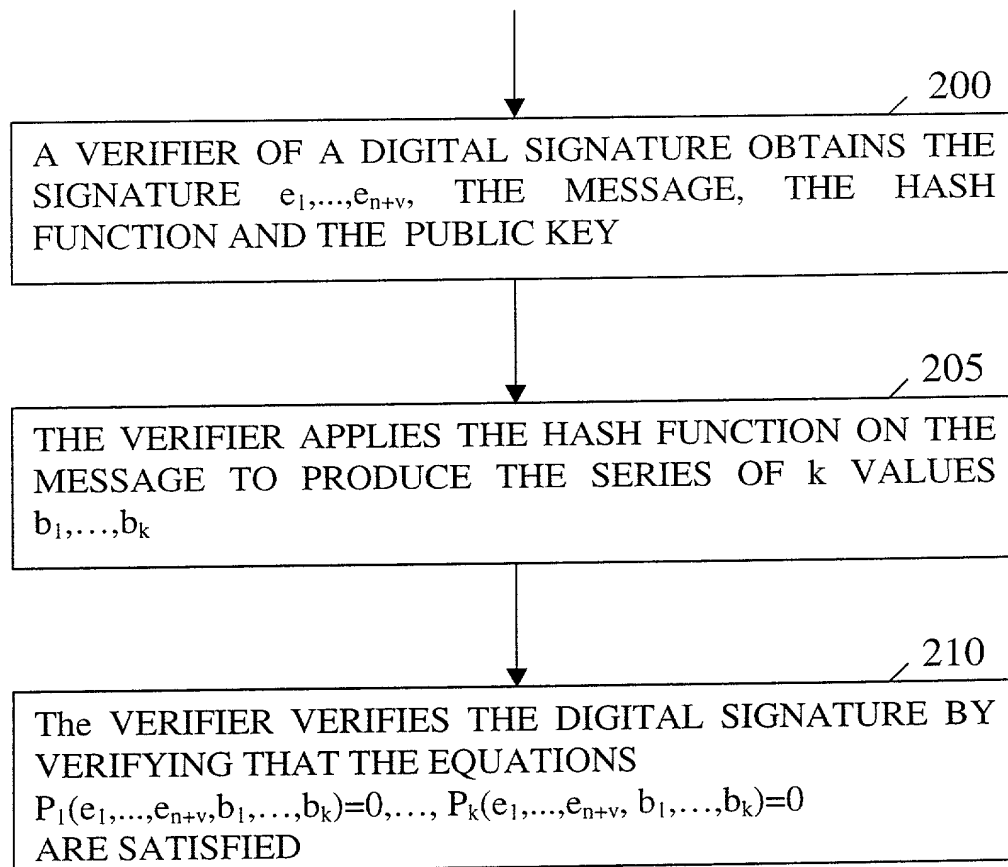 200
A VERIFIER OF A DIGITAL SIGNATURE OBTAINS THE
SIGNATURE e₁,...,eₙ₊ᵥ, THE MESSAGE, THE HASH
FUNCTION AND THE PUBLIC KEY
205
THE VERIFIER APPLIES THE HASH FUNCTION ON THE
MESSAGE TO PRODUCE THE SERIES OF k VALUES
b₁,...,bₖ
210
The VERIFIER VERIFIES THE DIGITAL SIGNATURE BY
VERIFYING THAT THE EQUATIONS
P₁(e₁,...,eₙ₊ᵥ,b₁,...,bₖ)=0,..., Pₖ(e₁,...,eₙ₊ᵥ, b₁,...,bₖ)=0
ARE SATISFIED